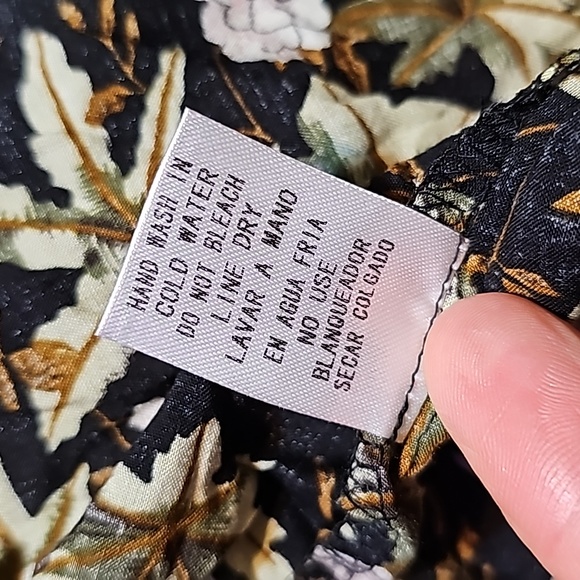 HAND WASH IN
COLD WATER
DO NOT BLEACH
LINE DRY
LAVAR A MANO
EN AGUA FRIA
NO USE
BLANQUEADOR
SECAR COLGADO